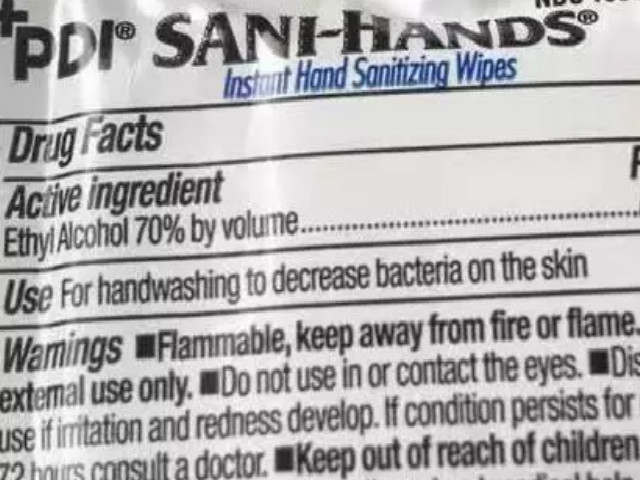 PDI® SANI-HANDS®
Instant Hand Sanitizing Wipes
Drug Facts
Active ingredient
Ethyl Alcohol 70% by volume
Use For handwashing to decrease bacteria on the skin
Warnings ■Flammable, keep away from fire or flame.
external use only. ■Do not use in or contact the eyes. ■Dis
use if irritation and redness develop. If condition persists for
72 hours consult a doctor. ■Keep out of reach of children